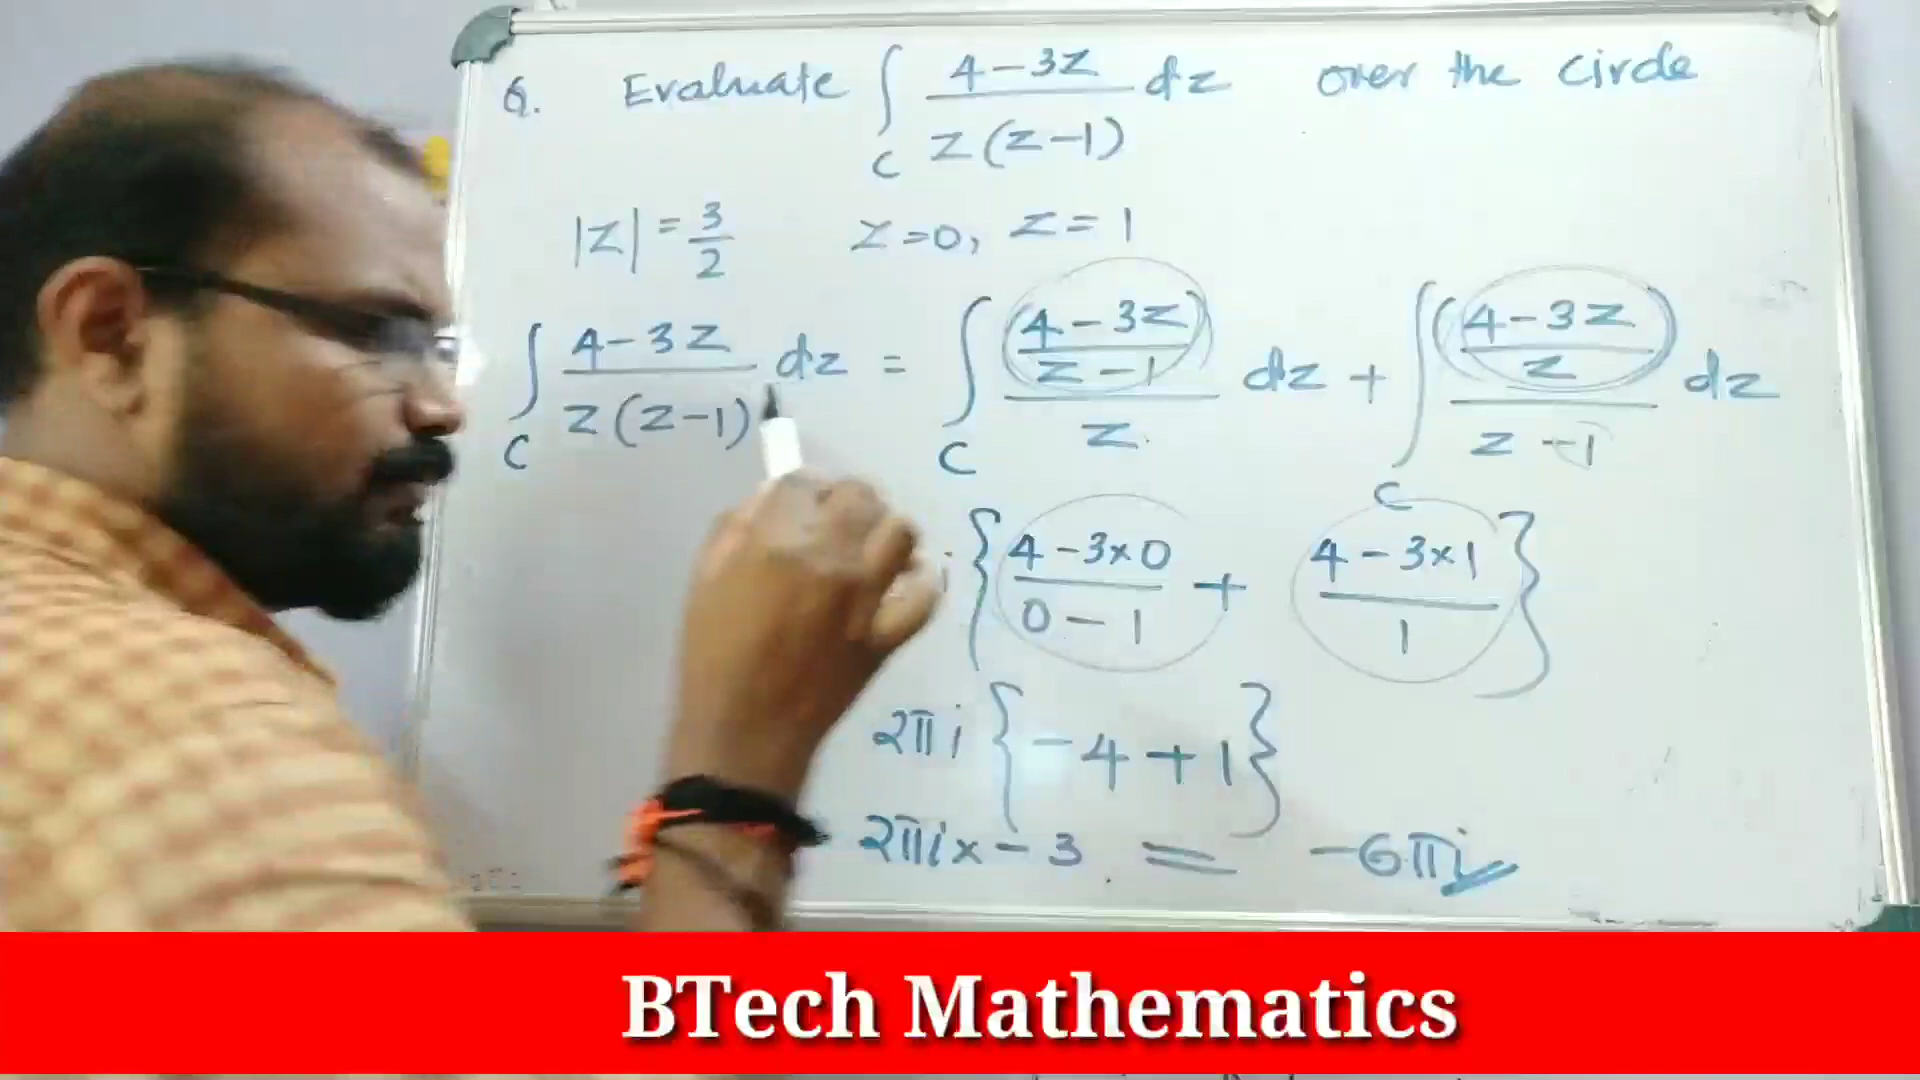 Q. Evaluate ∫_C (4-3z)/(z(z-1)) dz over the circle
|z| = 3/2 z=0, z=1
∫_C (4-3z)/(z(z-1)) dz = ∫_C ((4-3z)/(z-1))/z dz + ∫_C ((4-3z)/z)/(z-1) dz
i { (4-3×0)/(0-1) + (4-3×1)/1 }
2πi { -4+1 }
2πi×-3 = -6πi
BTech Mathematics